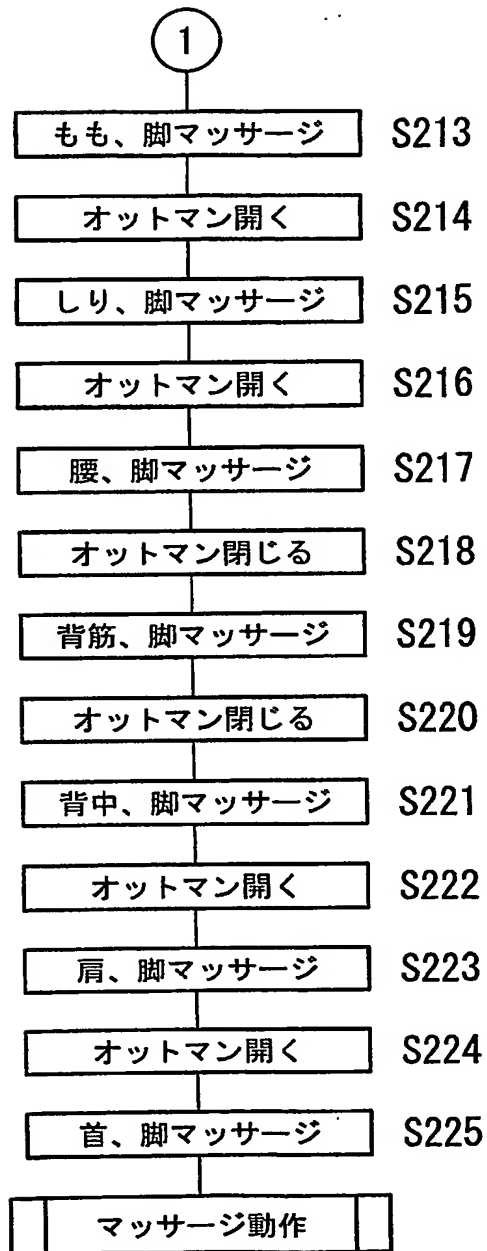 1
もも、脚マッサージ S213
オットマン開く S214
しり、脚マッサージ S215
オットマン開く S216
腰、脚マッサージ S217
オットマン閉じる S218
背筋、脚マッサージ S219
オットマン閉じる S220
背中、脚マッサージ S221
オットマン開く S222
肩、脚マッサージ S223
オットマン開く S224
首、脚マッサージ S225
マッサージ動作